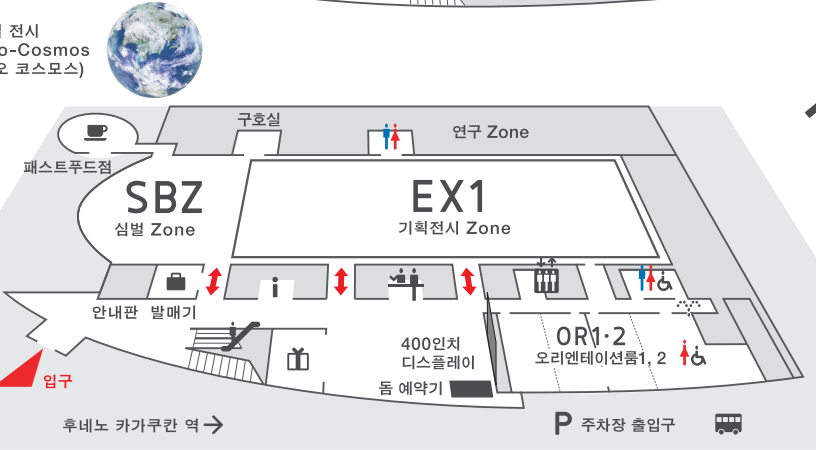 전시
o-Cosmos
코스모스)
구호실
연구 Zone
패스트푸드점
SBZ
심벌 Zone
EX1
기획전시 Zone
안내판
발매기
400인치
디스플레이
OR1·2
오리엔테이션룸1, 2
돔 예약기
입구
후네노 카가쿠칸 역
P 주차장 출입구